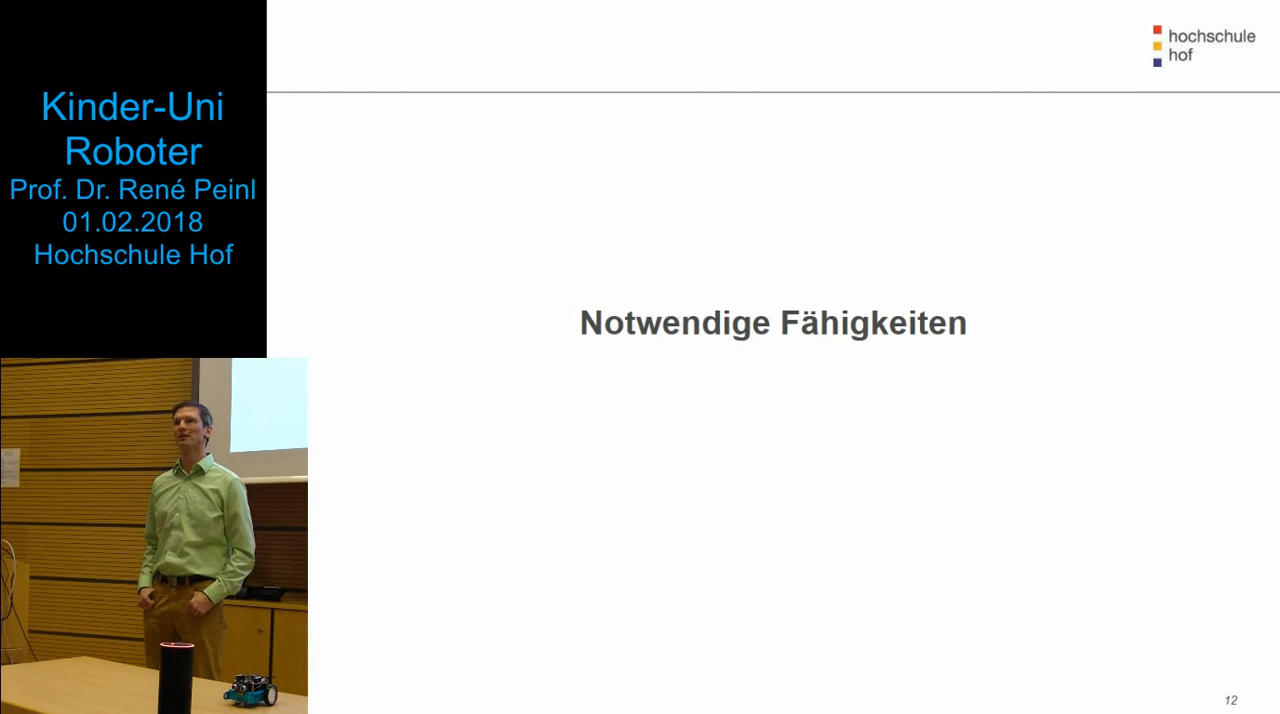 Kinder-Uni
Roboter
Prof. Dr. René Peinl
01.02.2018
Hochschule Hof
hochschule
hof
Notwendige Fähigkeiten
12